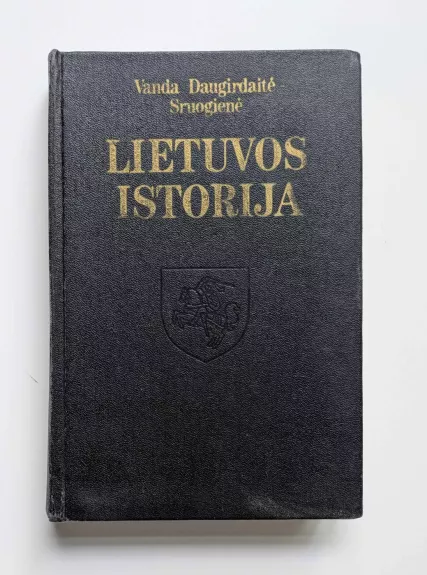 Vanda Daugirdaitė -
Sruogienė
LIETUVOS
ISTORIJA